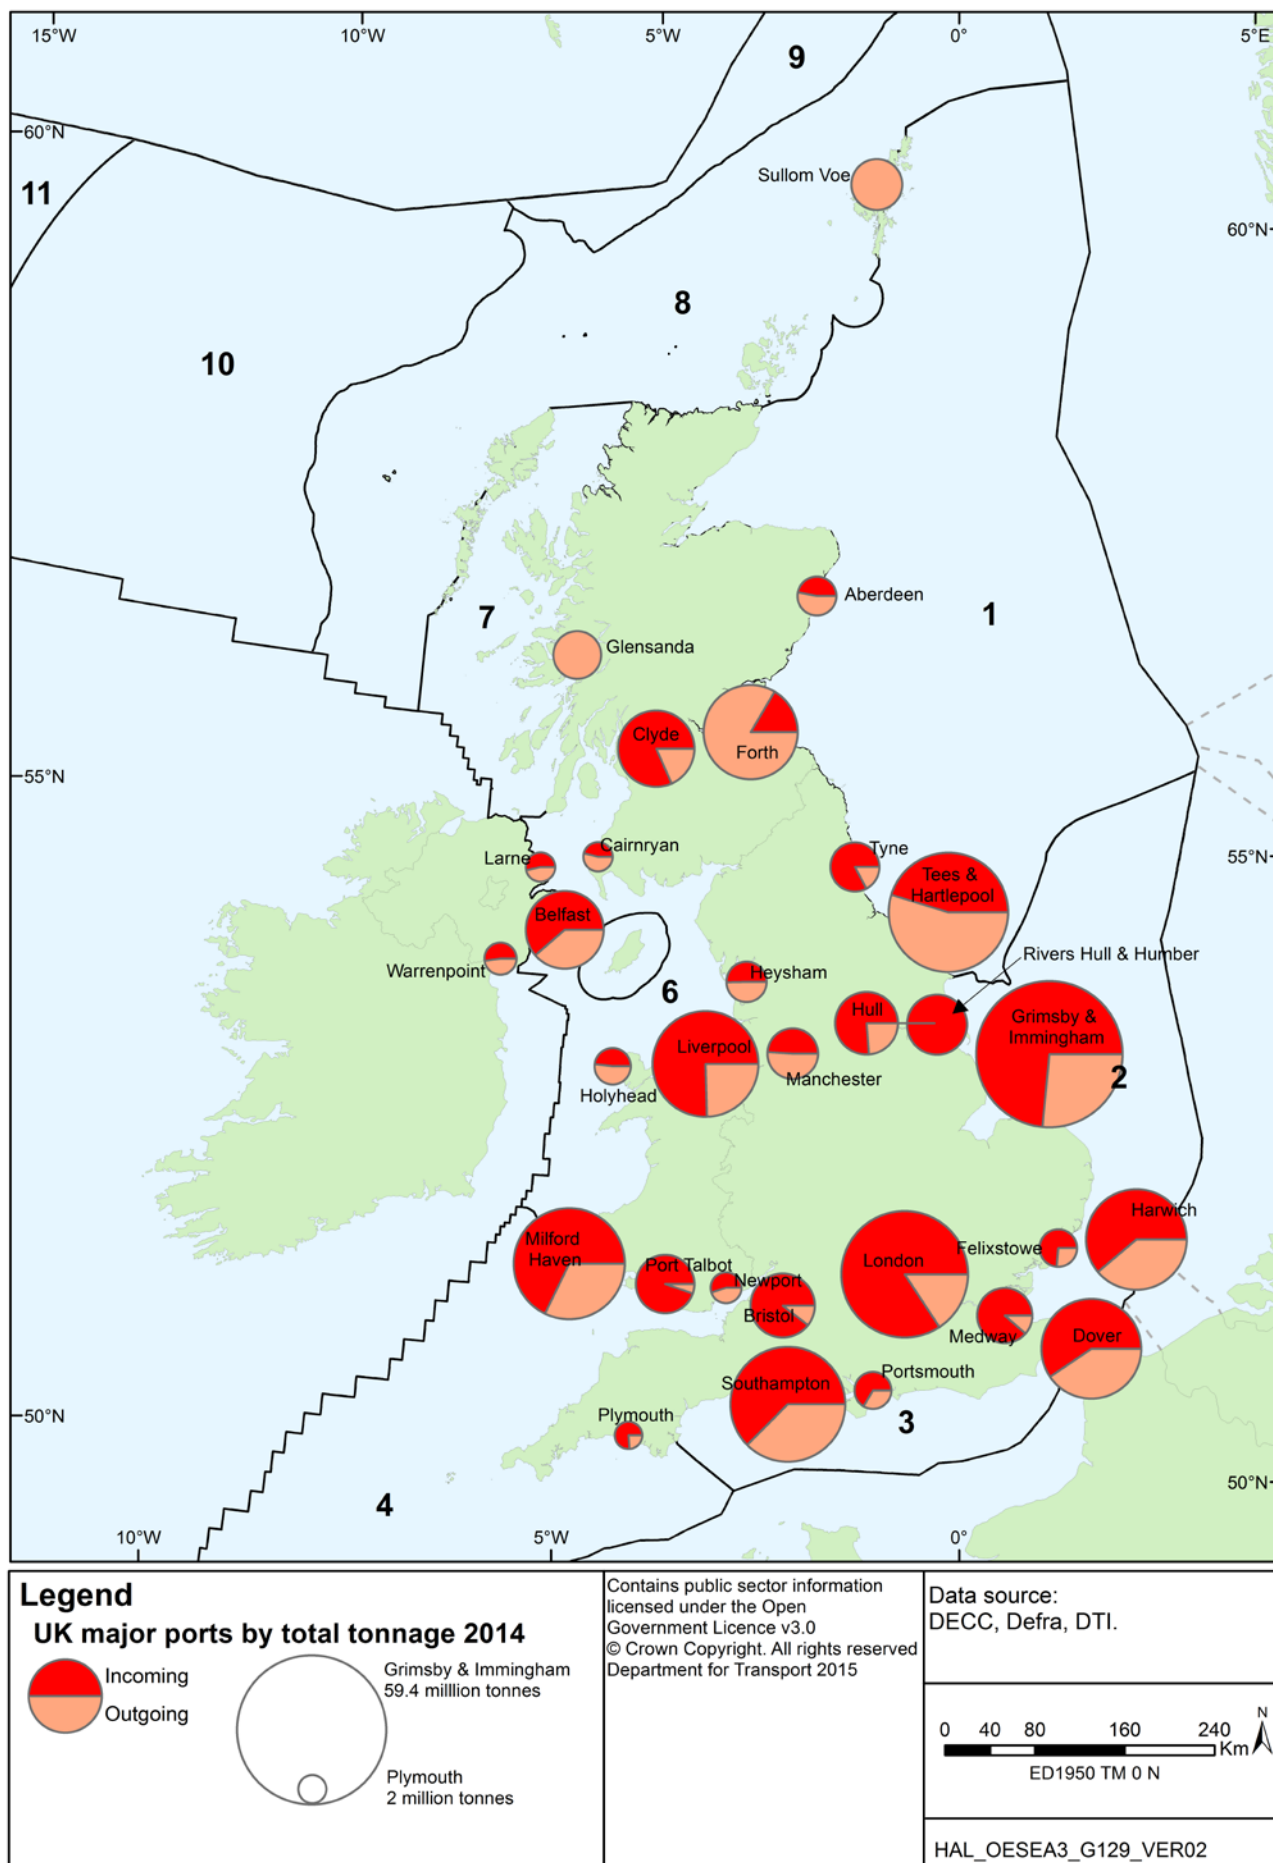 15°W
10°W
5°W
0°
5°E
9
60°N
11
Sullom Voe
60°N
8
10
7
Aberdeen
1
Glensanda
Clyde
Forth
55°N
Cairnryan
Larne
Tyne
55°N
Tees &
Hartlepool
Belfast
Rivers Hull & Humber
Warrenpoint
Heysham
6
Hull
Grimsby &
Immingham
Liverpool
2
Manchester
Holyhead
Harwich
Milford
Haven
Felixstowe
London
Port Talbot
Newport
Bristol
Medway
Dover
Portsmouth
Southampton
Plymouth
50°N
3
50°N
4
10°W
5°W
0°
Legend
UK major ports by total tonnage 2014
Incoming
Outgoing
Grimsby & Immingham
59.4 milllion tonnes
Plymouth
2 million tonnes
Contains public sector information
licensed under the Open
Government Licence v3.0
© Crown Copyright. All rights reserved
Department for Transport 2015
Data source:
DECC, Defra, DTI.
0 40 80 160 240
Km
N
ED1950 TM 0 N
HAL_OESEA3_G129_VER02